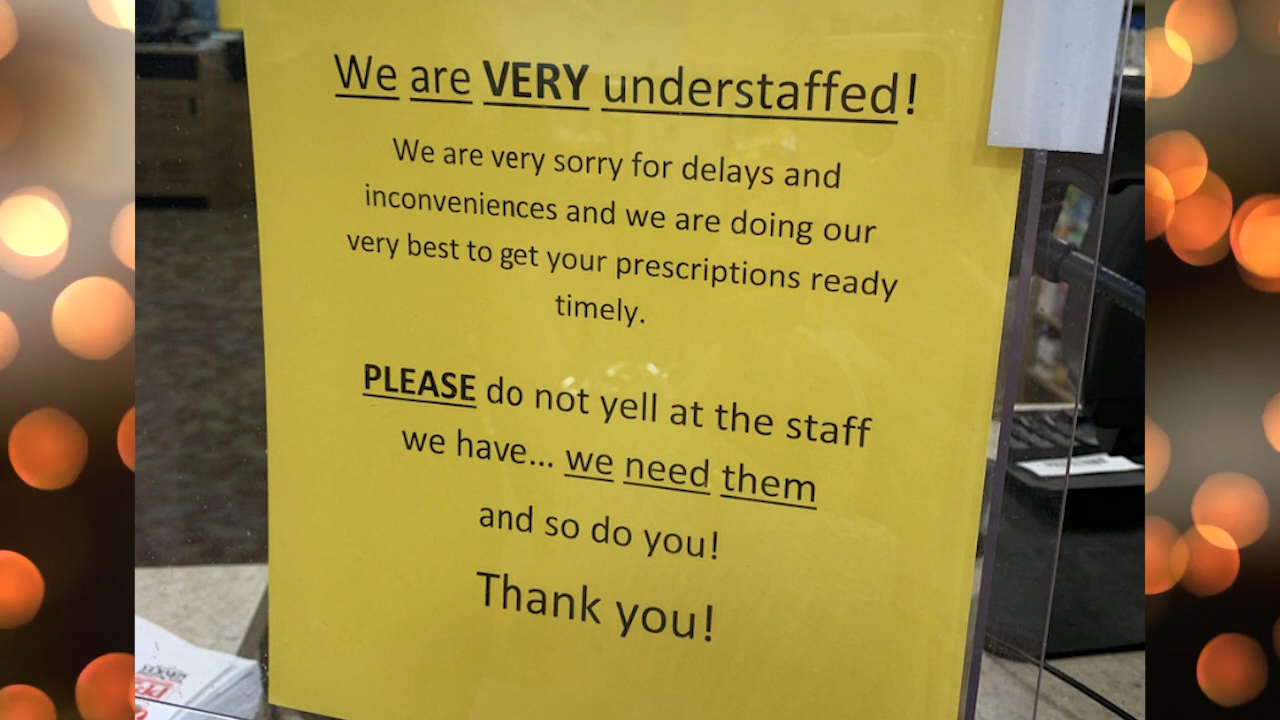 We are VERY understaffed!
We are very sorry for delays and
inconveniences and we are doing our
very best to get your prescriptions ready
timely.
PLEASE do not yell at the staff
we have... we need them
and so do you!
Thank you!